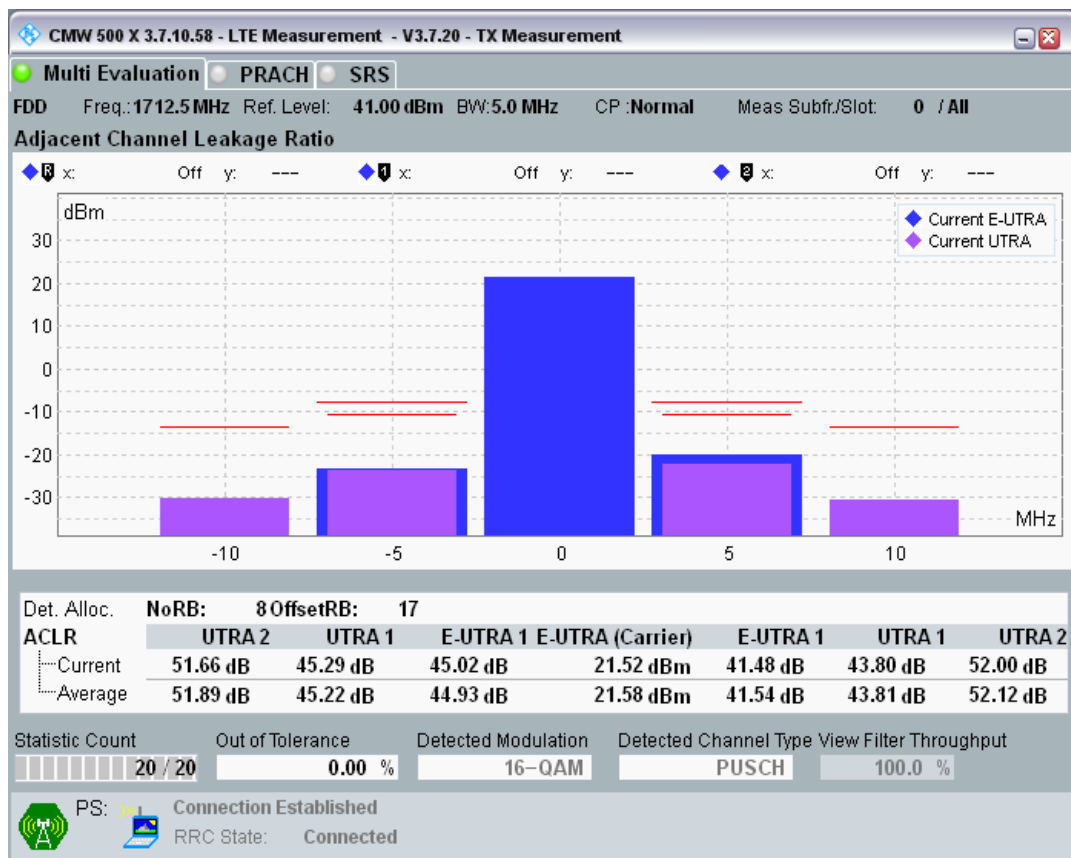 CMW 500 X 3.7.10.58 - LTE Measurement - V3.7.20 - TX Measurement
Multi Evaluation PRACH SRS
FDD Freq.:1712.5 MHz Ref. Level: 41.00 dBm BW:5.0 MHz CP :Normal Meas Subfr./Slot: 0 / All
Adjacent Channel Leakage Ratio
R x: Off y: --- 1 x: Off y: --- 2 x: Off y: ---
dBm
Current E-UTRA
Current UTRA
30
20
10
0
-10
-20
-30
MHz
-10 -5 0 5 10
Det. Alloc. NoRB: 8 OffsetRB: 17
ACLR UTRA 2 UTRA 1 E-UTRA 1 E-UTRA (Carrier) E-UTRA 1 UTRA 1 UTRA 2
Current 51.66 dB 45.29 dB 45.02 dB 21.52 dBm 41.48 dB 43.80 dB 52.00 dB
Average 51.89 dB 45.22 dB 44.93 dB 21.58 dBm 41.54 dB 43.81 dB 52.12 dB
Statistic Count Out of Tolerance Detected Modulation Detected Channel Type View Filter Throughput
20 / 20 0.00 % 16-QAM PUSCH 100.0 %
PS: Connection Established
RRC State: Connected